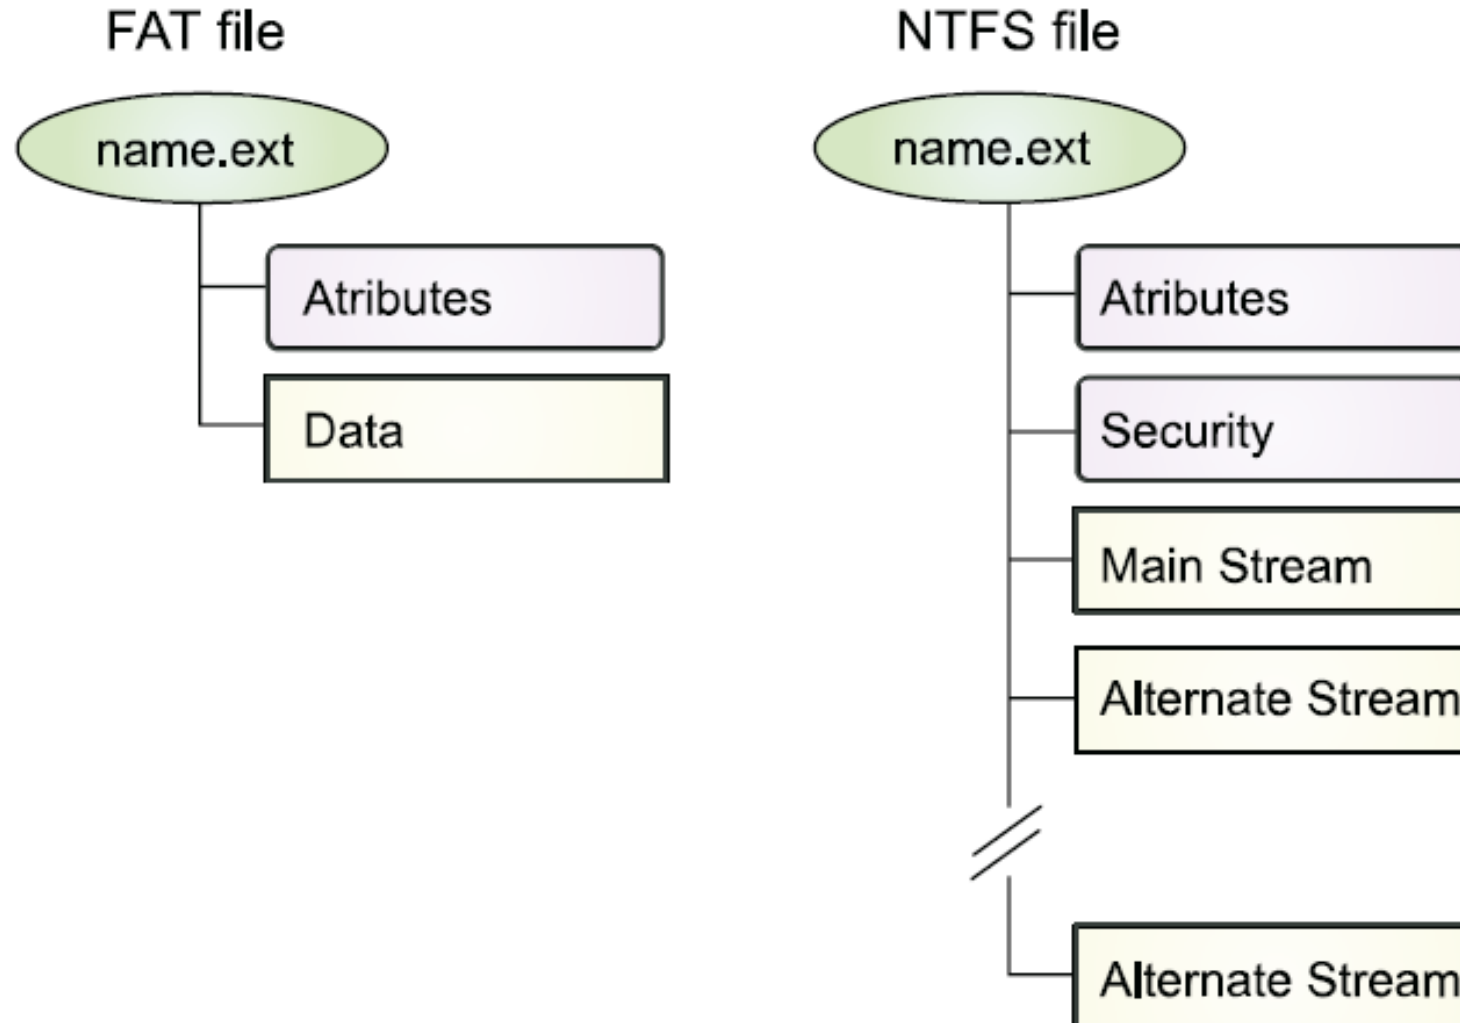 FAT file
name.ext
Atributes
Data
NTFS file
name.ext
Atributes
Security
Main Stream
Alternate Stream
Alternate Stream